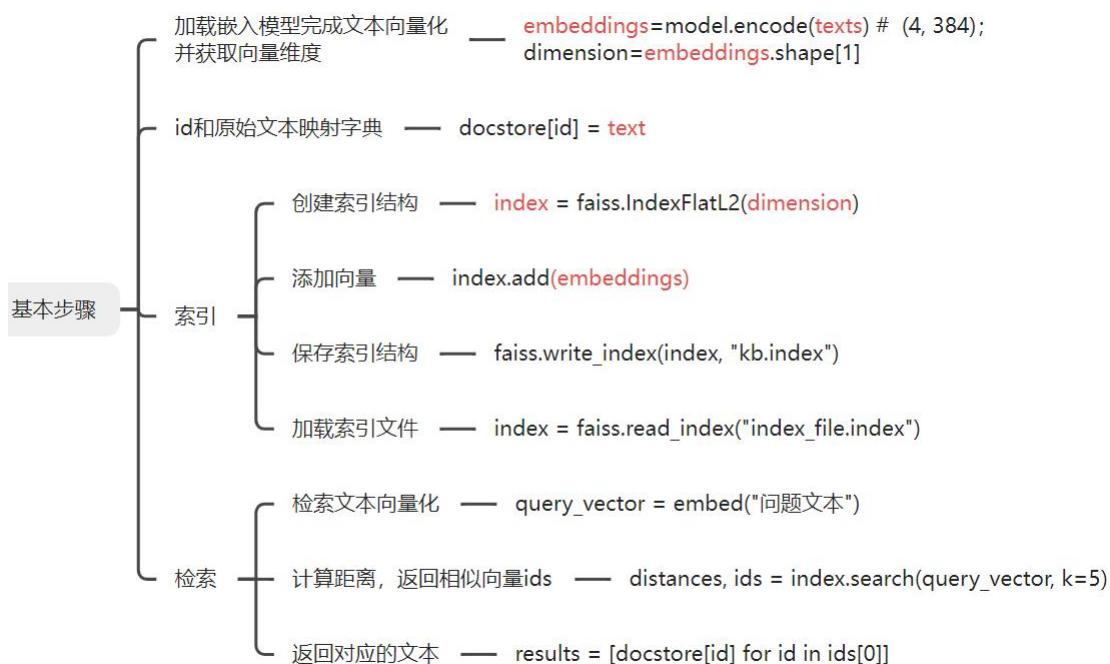 加载嵌入模型完成文本向量化
并获取向量维度
embeddings=model.encode(texts) # (4, 384);
dimension=embeddings.shape[1]
id和原始文本映射字典
docstore[id] = text
创建索引结构
index = faiss.IndexFlatL2(dimension)
添加向量
index.add(embeddings)
基本步骤
索引
保存索引结构
faiss.write_index(index, "kb.index")
加载索引文件
index = faiss.read_index("index_file.index")
检索文本向量化
query_vector = embed("问题文本")
检索
计算距离，返回相似向量ids
distances, ids = index.search(query_vector, k=5)
返回对应的文本
results = [docstore[id] for id in ids[0]]